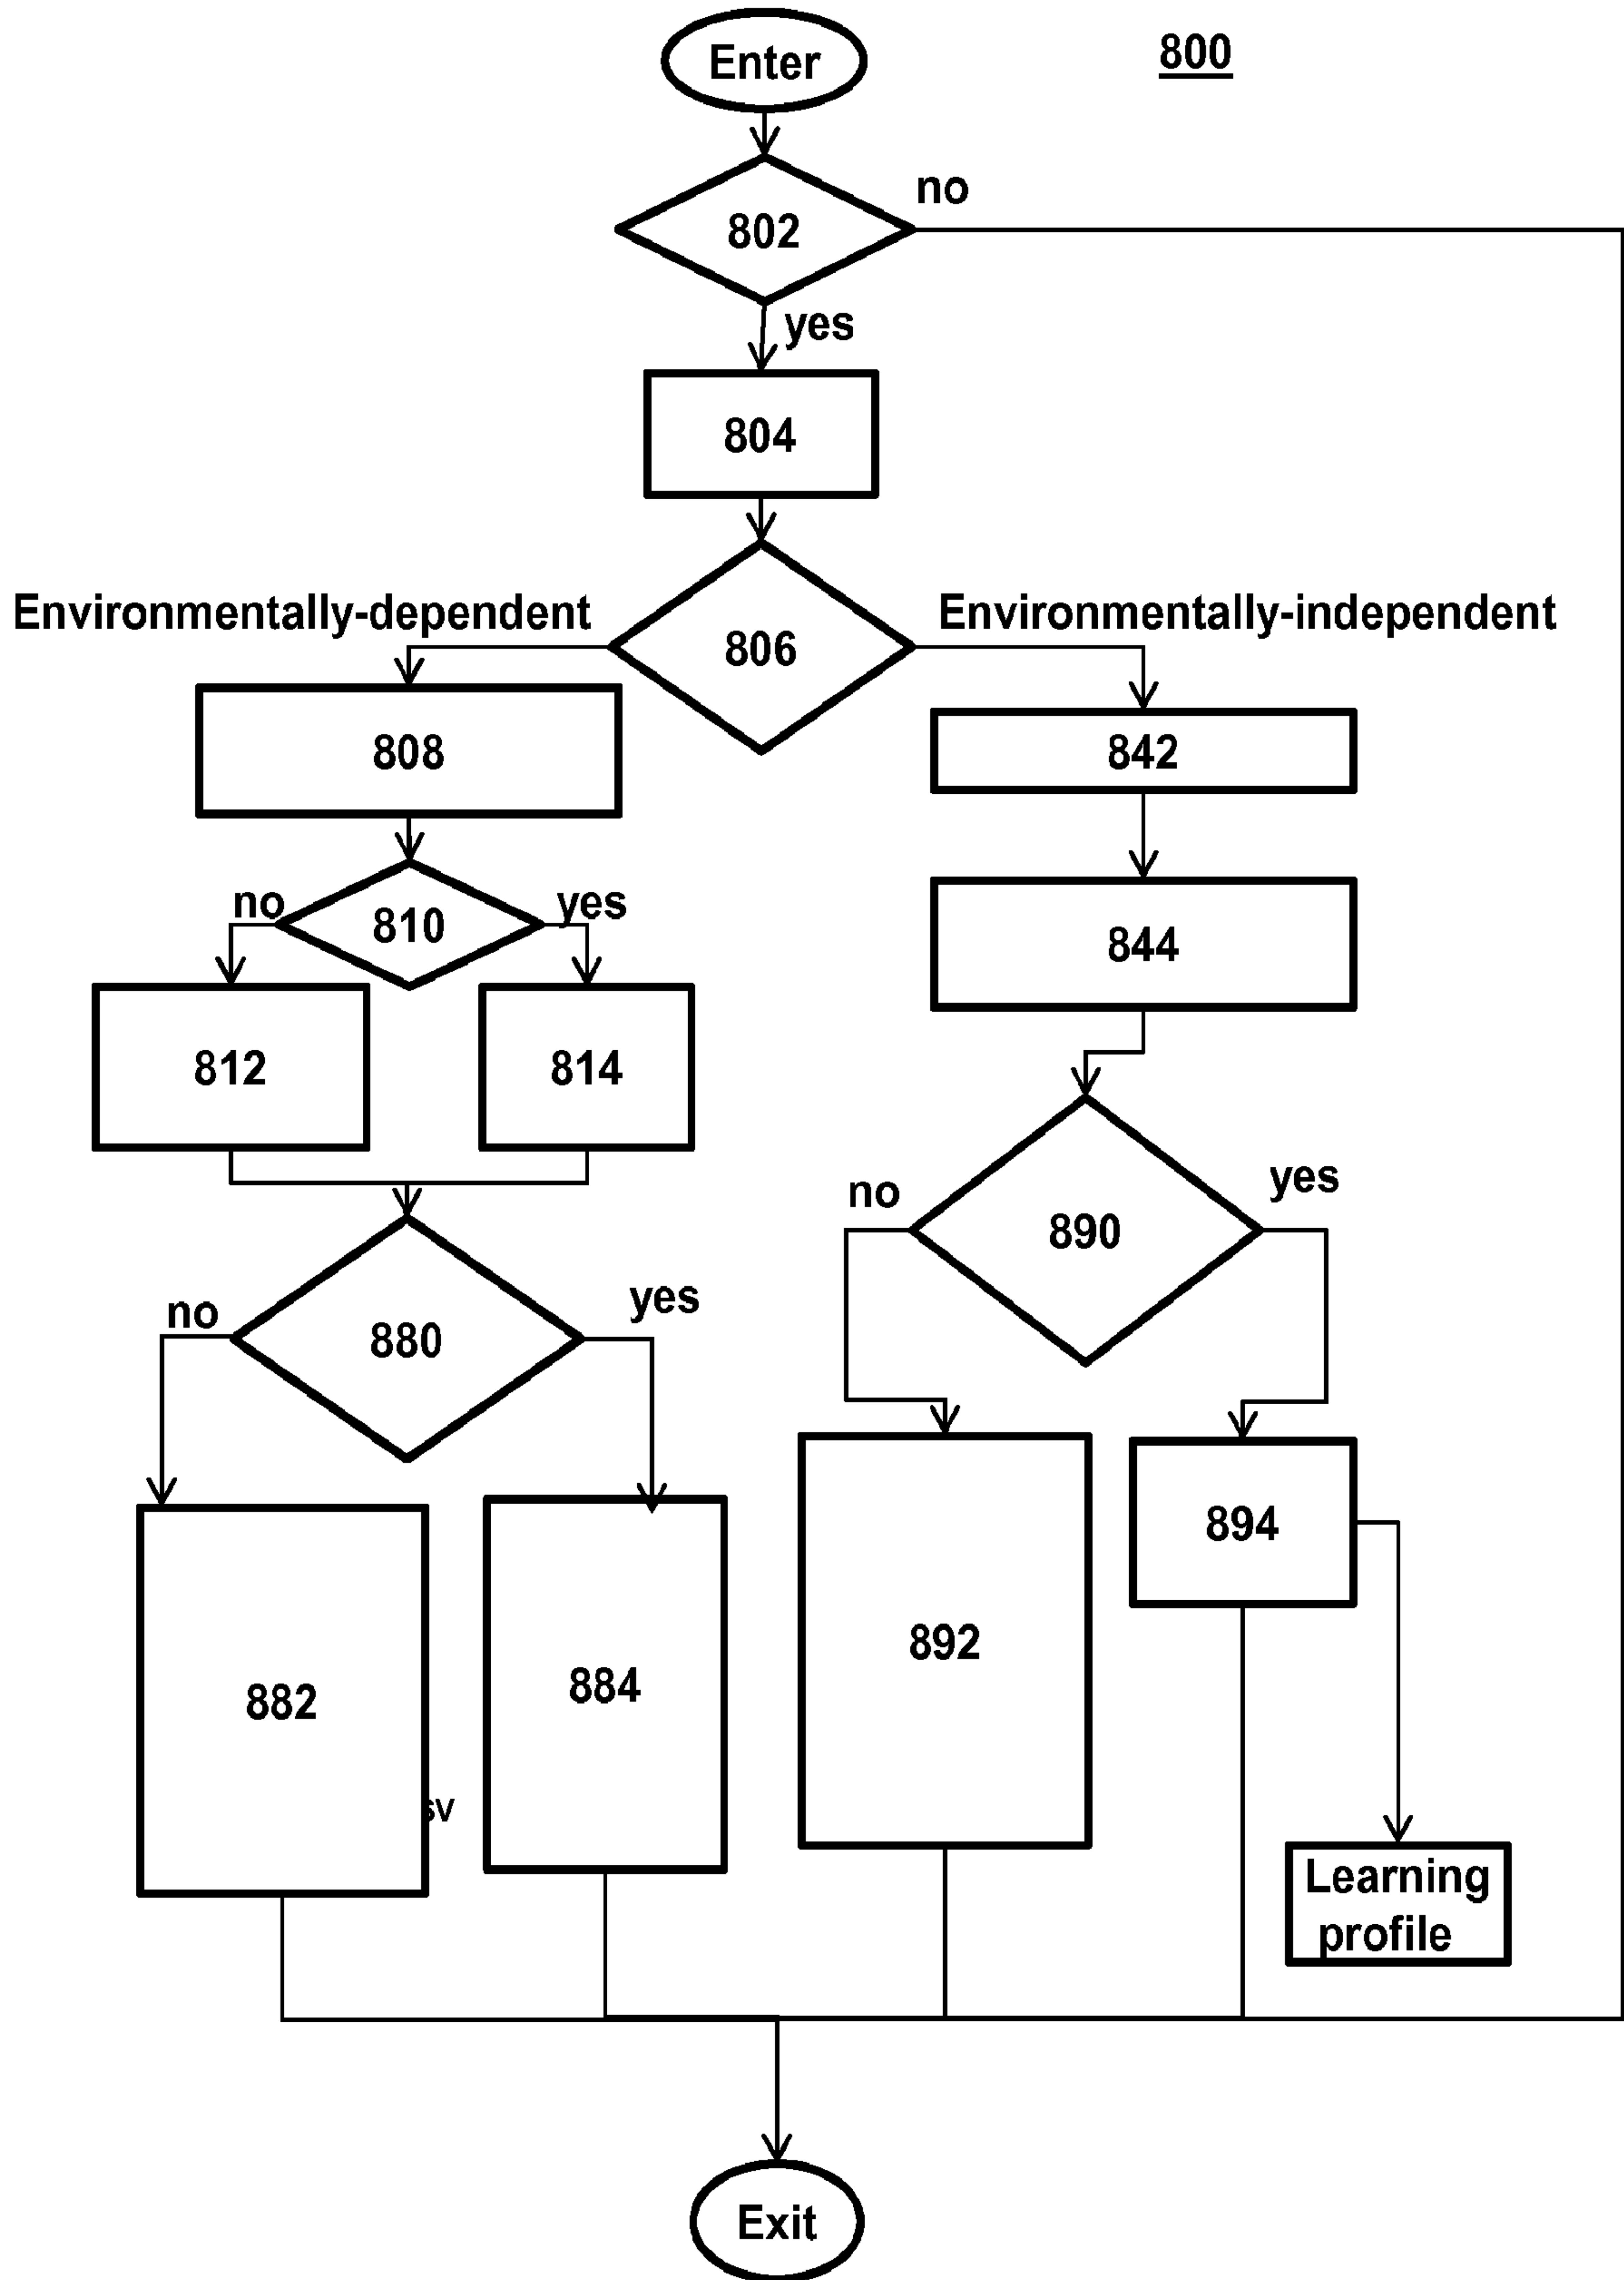 Enter
800
no
802
yes
804
Environmentally-dependent
Environmentally-independent
806
808
842
no
810
yes
844
812
814
no
yes
890
no
yes
880
894
892
884
882
sv
Learning
profile
Exit